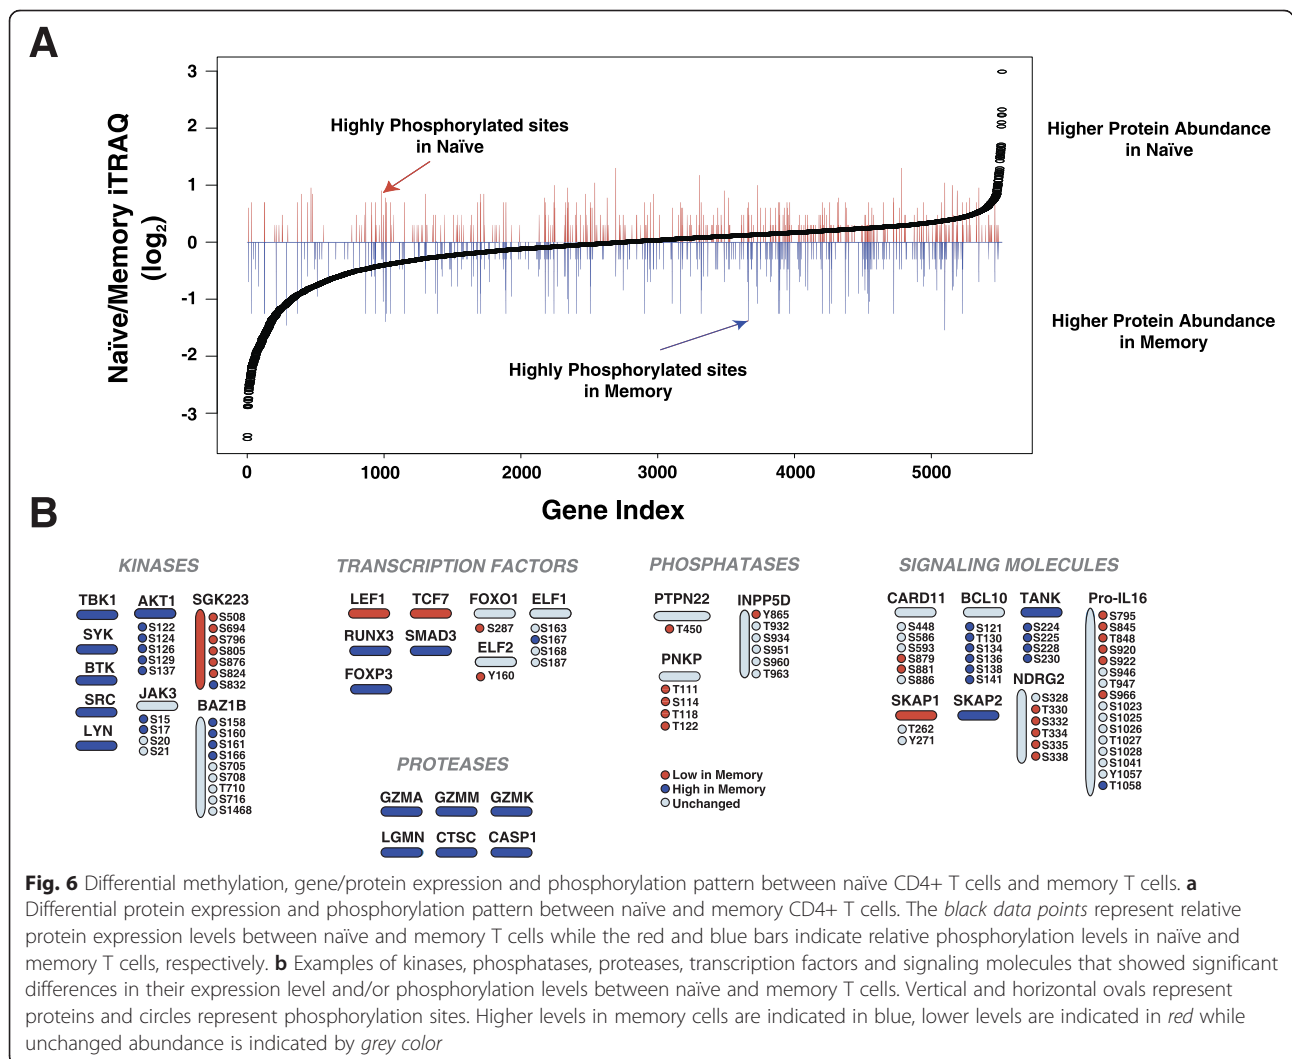 A
3
2
1
0
-1
-2
-3
Naïve/Memory iTRAQ
(log2)
Highly Phosphorylated sites
in Naïve
Highly Phosphorylated sites
in Memory
Higher Protein Abundance
in Naïve
Higher Protein Abundance
in Memory
0 1000 2000 3000 4000 5000
Gene Index
B
KINASES
TBK1
SYK
BTK
SRC
LYN
AKT1
S122
S124
S126
S129
S137
JAK3
S15
S17
S20
S21
SGK223
S508
S694
S796
S805
S876
S824
S832
BAZ1B
S158
S160
S161
S166
S705
S708
T710
S716
S1468
TRANSCRIPTION FACTORS
LEF1
TCF7
FOXO1
S287
ELF1
S163
S167
S168
S187
RUNX3
SMAD3
ELF2
Y160
FOXP3
PROTEASES
GZMA GZMM GZMK
LGMN CTSC CASP1
PHOSPHATASES
PTPN22
T450
PNKP
T111
S114
T118
T122
INPP5D
Y865
T932
S934
S951
S960
T963
Low in Memory
High in Memory
Unchanged
SIGNALING MOLECULES
CARD11
S448
S586
S593
S879
S881
S886
BCL10
S121
T130
S134
S136
S138
S141
TANK
S224
S225
S228
S230
SKAP1
T262
Y271
SKAP2
NDRG2
S328
T330
S332
T334
S335
S338
Pro-IL16
S795
S845
T848
S920
S922
S946
T947
S966
S1023
S1025
S1026
T1027
S1028
S1041
Y1057
T1058
Fig. 6 Differential methylation, gene/protein expression and phosphorylation pattern between naïve CD4+ T cells and memory T cells. a
Differential protein expression and phosphorylation pattern between naïve and memory CD4+ T cells. The black data points represent relative
protein expression levels between naïve and memory T cells while the red and blue bars indicate relative phosphorylation levels in naïve and
memory T cells, respectively. b Examples of kinases, phosphatases, proteases, transcription factors and signaling molecules that showed significant
differences in their expression level and/or phosphorylation levels between naïve and memory T cells. Vertical and horizontal ovals represent
proteins and circles represent phosphorylation sites. Higher levels in memory cells are indicated in blue, lower levels are indicated in red while
unchanged abundance is indicated by grey color